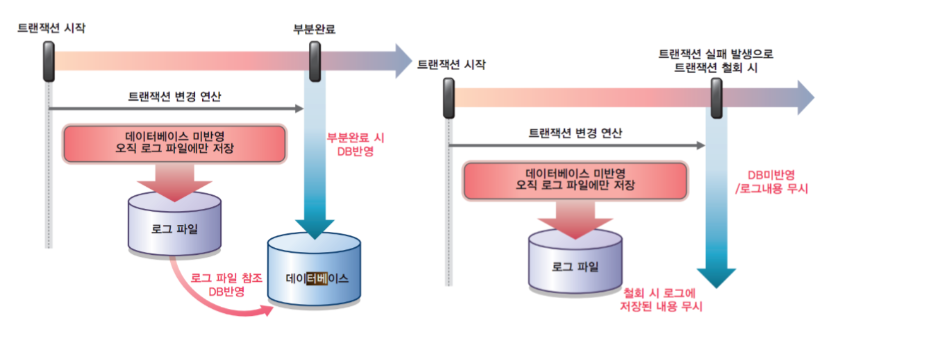 트랜잭션 시작
부분완료
트랜잭션 변경 연산
데이터베이스 미반영
오직 로그 파일에만 저장
부분완료 시
DB반영
로그 파일
로그 파일 참조
DB반영
데이터베이스
트랜잭션 시작
트랜잭션 실패 발생으로
트랜잭션 철회 시
트랜잭션 변경 연산
데이터베이스 미반영
오직 로그 파일에만 저장
DB미반영
/로그내용 무시
로그 파일
철회 시 로그에
저장된 내용 무시